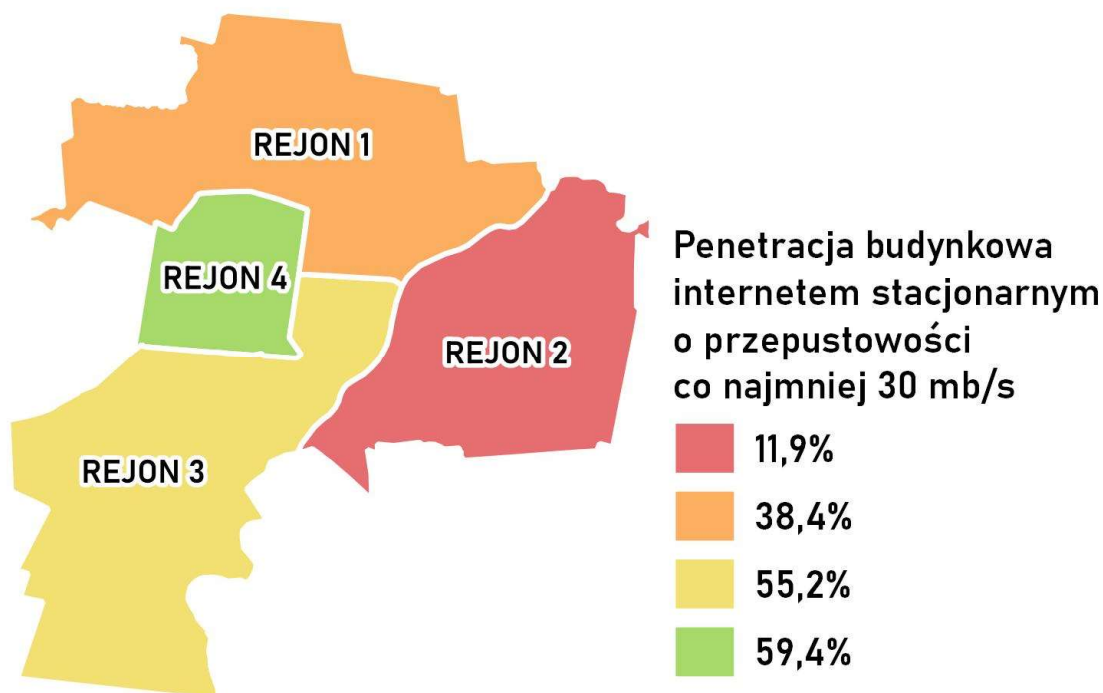 REJON 1
REJON 4
REJON 2
REJON 3
Penetracja budynkowa
internetem stacjonarnym
o przepustowości
co najmniej 30 mb/s
11,9%
38,4%
55,2%
59,4%